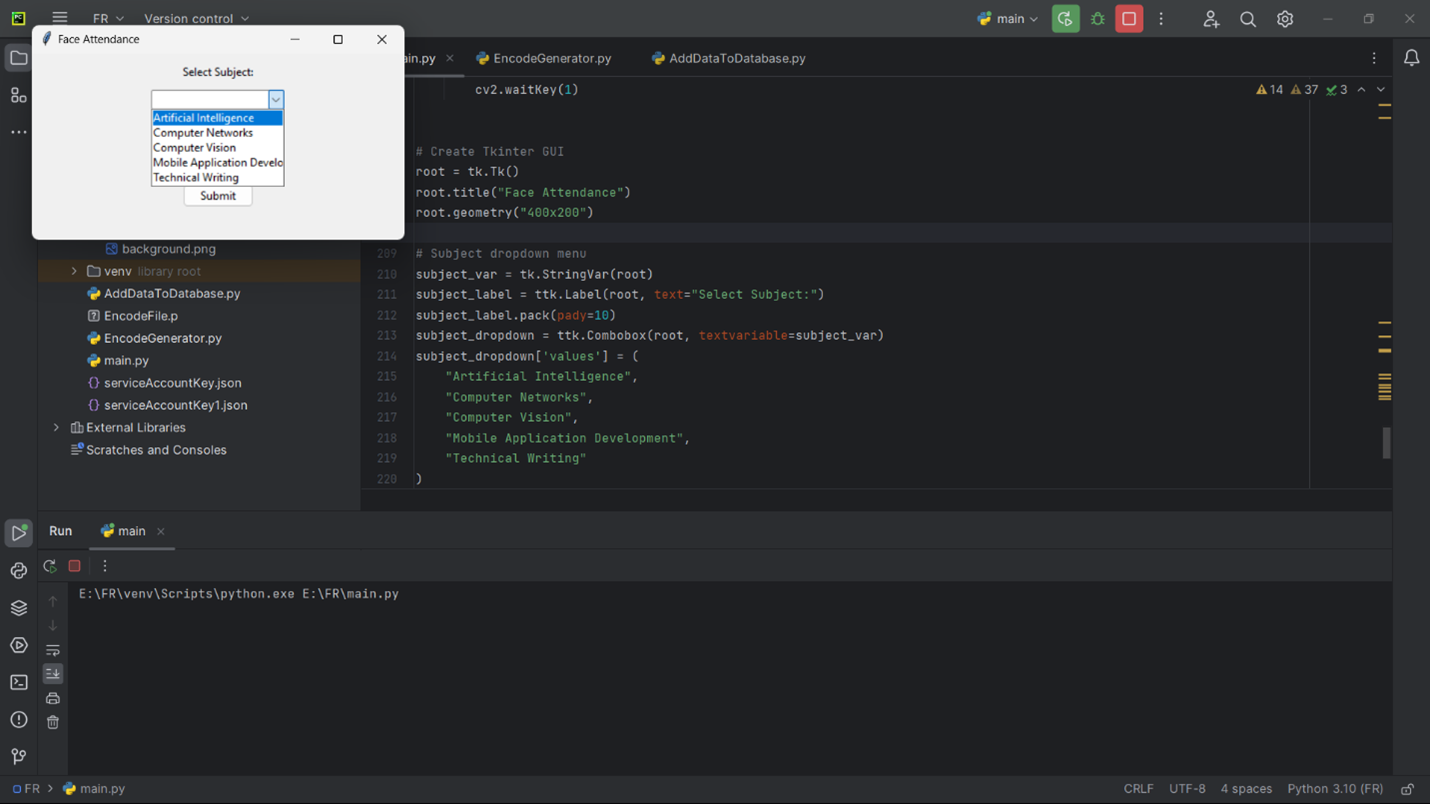 FR
Version control
main
Face Attendance
Select Subject:
Artificial Intelligence
Computer Networks
Computer Vision
Mobile Application Develo
Technical Writing
Submit
ain.py
EncodeGenerator.py
AddDataToDatabase.py
14 37 3
cv2.waitKey(1)
# Create Tkinter GUI
root = tk.Tk()
root.title("Face Attendance")
root.geometry("400x200")
background.png
venv library root
AddDataToDatabase.py
EncodeFile.p
EncodeGenerator.py
main.py
serviceAccountKey.json
serviceAccountKey1.json
External Libraries
Scratches and Consoles
209 # Subject dropdown menu
210 subject_var = tk.StringVar(root)
211 subject_label = ttk.Label(root, text="Select Subject:")
212 subject_label.pack(pady=10)
213 subject_dropdown = ttk.Combobox(root, textvariable=subject_var)
214 subject_dropdown['values'] = (
215 "Artificial Intelligence",
216 "Computer Networks",
217 "Computer Vision",
218 "Mobile Application Development",
219 "Technical Writing"
220 )
Run
main
E:\FR\venv\Scripts\python.exe E:\FR\main.py
FR > main.py
CRLF UTF-8 4 spaces Python 3.10 (FR)